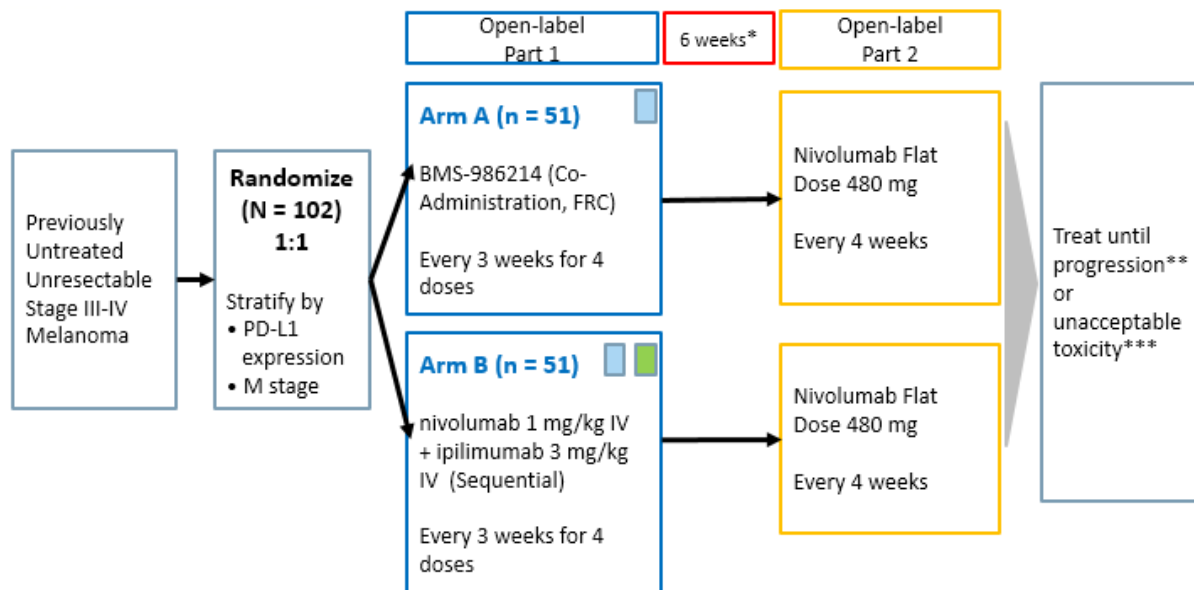 Open-label
Part 1
6 weeks*
Open-label
Part 2
Previously
Untreated
Unresectable
Stage III-IV
Melanoma
Randomize
(N = 102)
1:1
Stratify by
• PD-L1
expression
• M stage
Arm A (n = 51)
BMS-986214 (Co-
Administration, FRC)
Every 3 weeks for 4
doses
Nivolumab Flat
Dose 480 mg
Every 4 weeks
Arm B (n = 51)
nivolumab 1 mg/kg IV
+ ipilimumab 3 mg/kg
IV (Sequential)
Every 3 weeks for 4
doses
Nivolumab Flat
Dose 480 mg
Every 4 weeks
Treat until
progression**
or
unacceptable
toxicity***